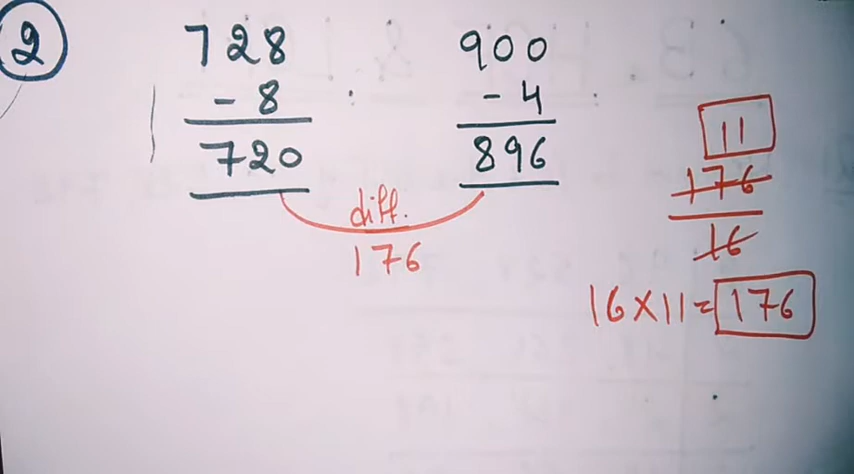 2
728 900
- 8 - 4
720 896
diff.
176
11
176
16
16 × 11 = 176